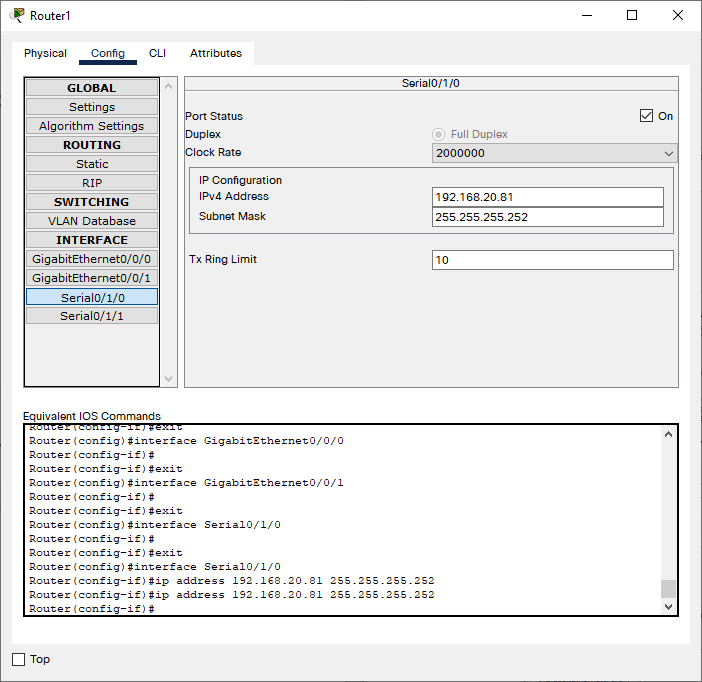 Router1
Physical Config CLI Attributes
GLOBAL
Settings
Algorithm Settings
ROUTING
Static
RIP
SWITCHING
VLAN Database
INTERFACE
GigabitEthernet0/0/0
GigabitEthernet0/0/1
Serial0/1/0
Serial0/1/1
Serial0/1/0
Port Status On
Duplex Full Duplex
Clock Rate 2000000
IP Configuration
IPv4 Address 192.168.20.81
Subnet Mask 255.255.255.252
Tx Ring Limit 10
Equivalent IOS Commands
Router(config-if)#exit
Router(config)#interface GigabitEthernet0/0/0
Router(config-if)#
Router(config-if)#exit
Router(config)#interface GigabitEthernet0/0/1
Router(config-if)#
Router(config-if)#exit
Router(config)#interface Serial0/1/0
Router(config-if)#
Router(config-if)#exit
Router(config)#interface Serial0/1/0
Router(config-if)#ip address 192.168.20.81 255.255.255.252
Router(config-if)#ip address 192.168.20.81 255.255.255.252
Router(config-if)#
Top